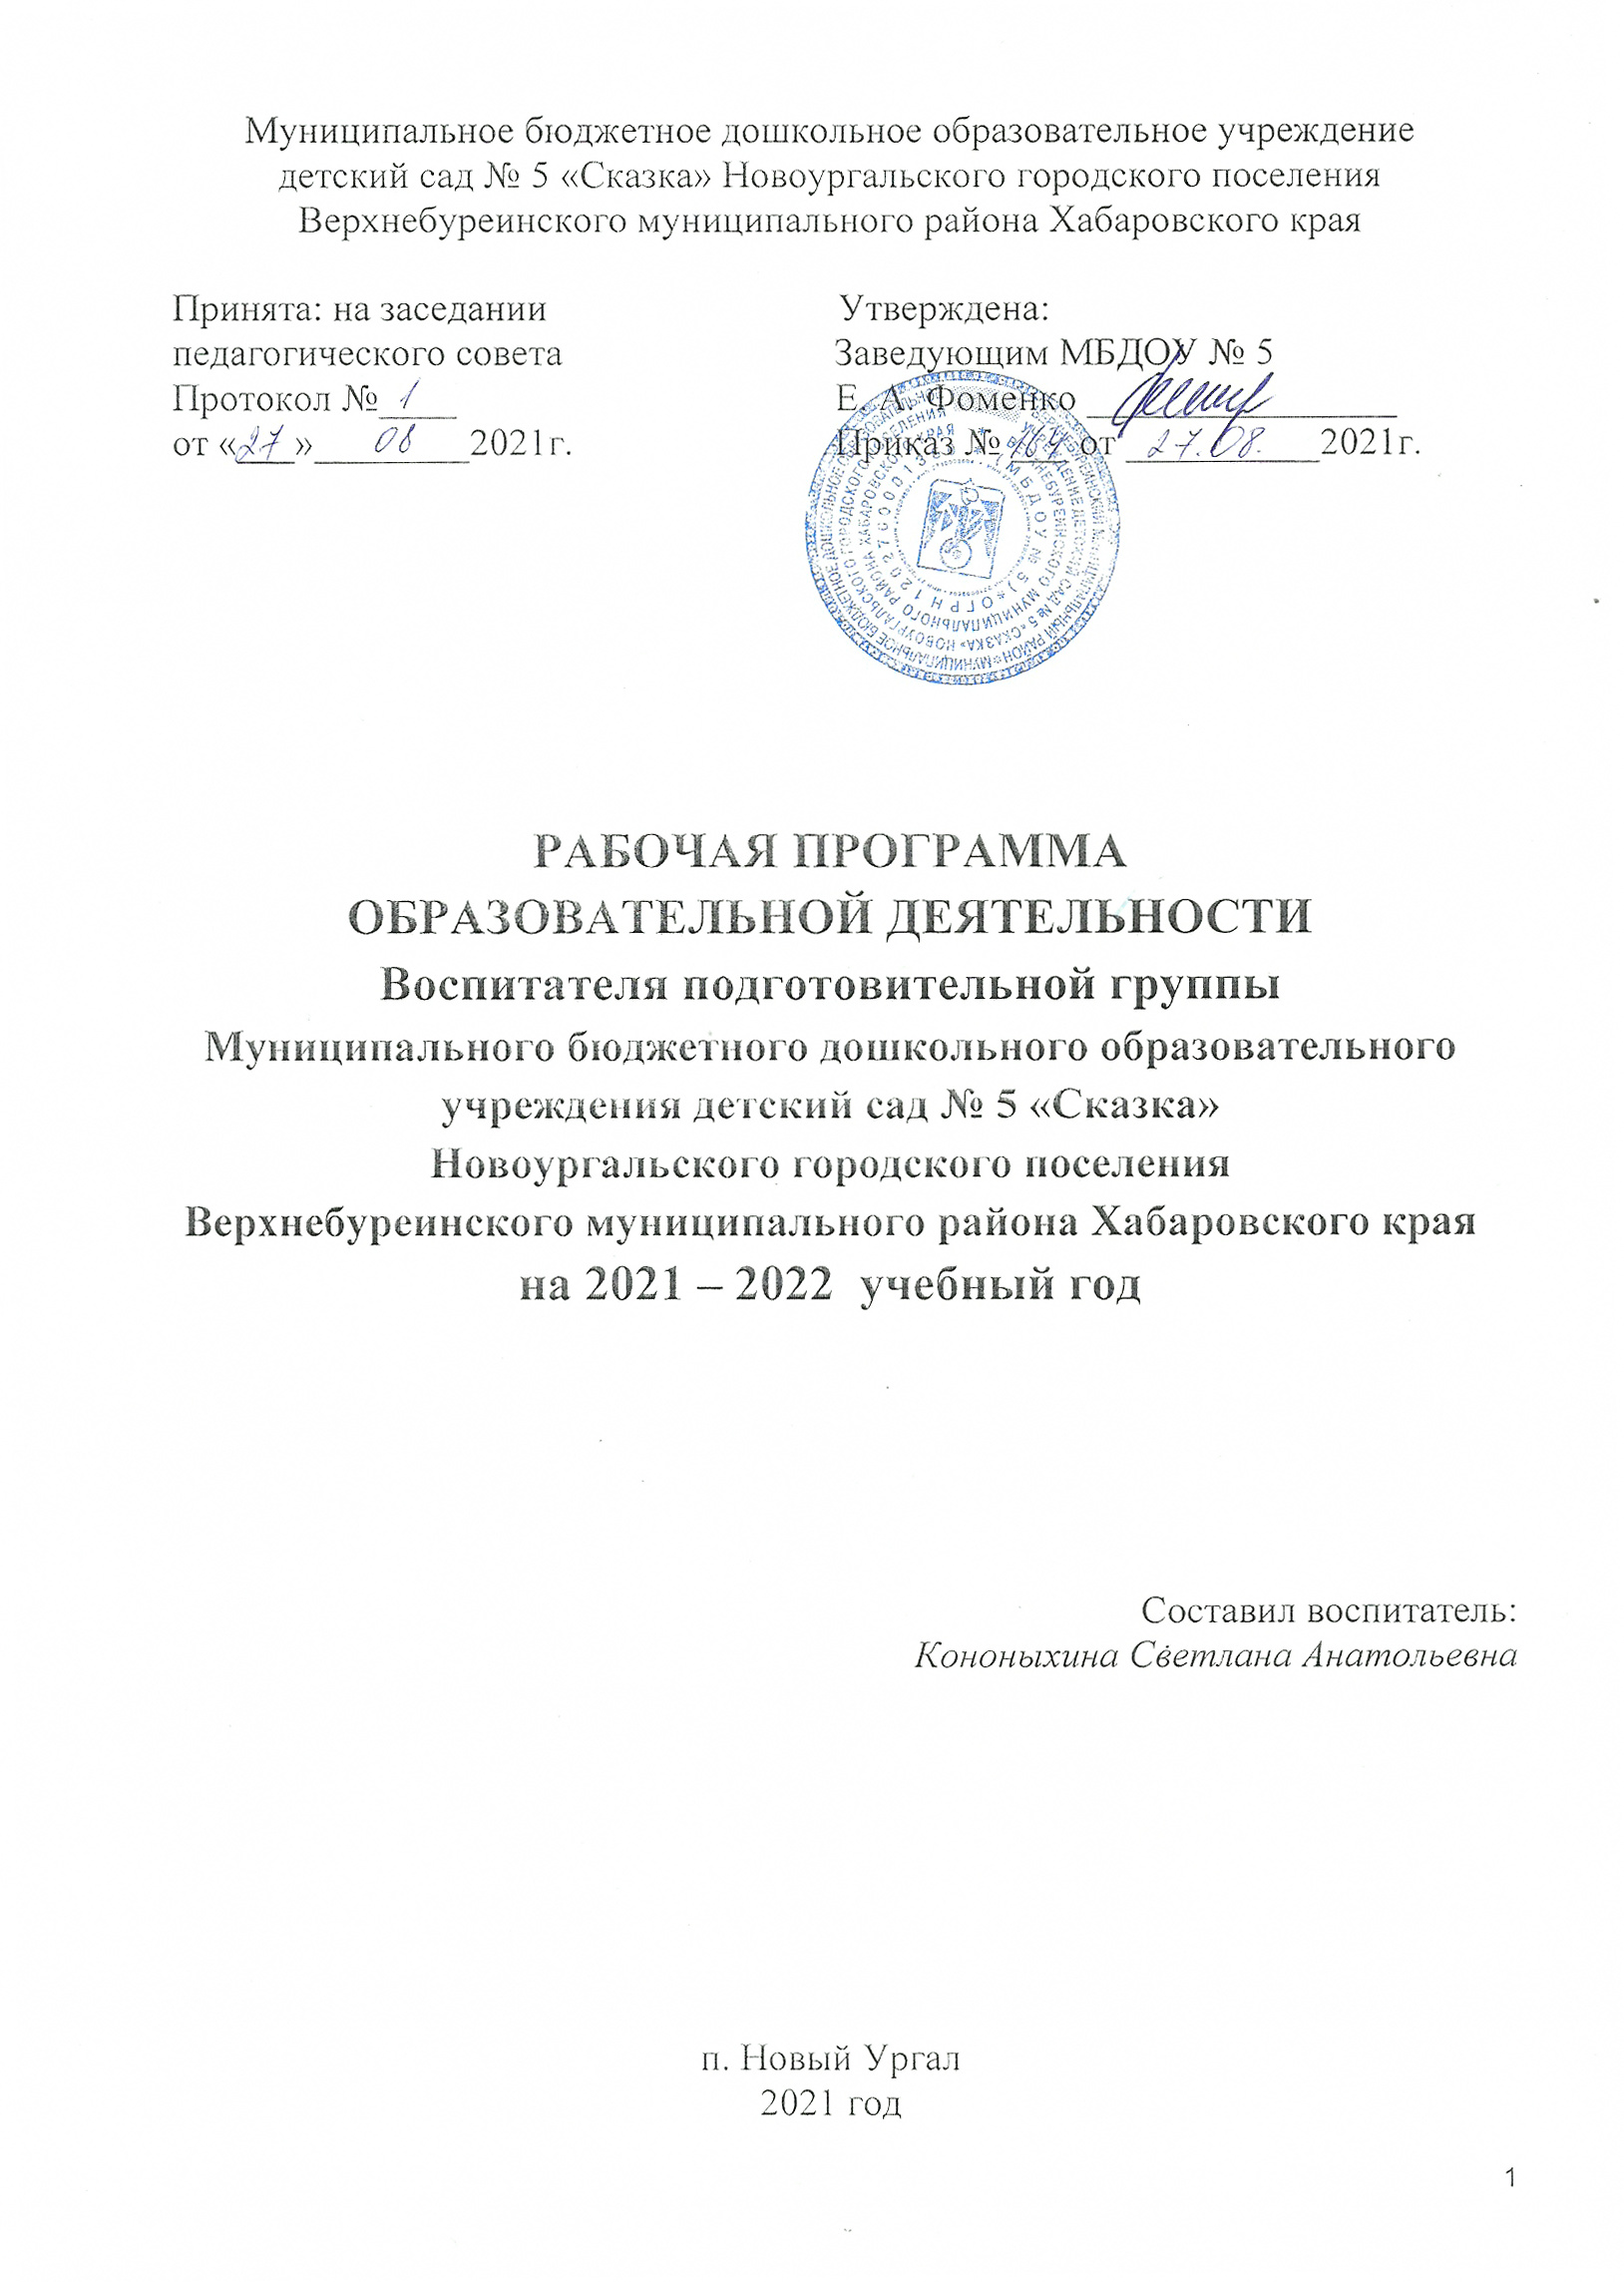 Муниципальное бюджетное дошкольное образовательное учреждение
детский сад № 5 «Сказка» Новоургальского городского поселения
Верхнебуреинского муниципального района Хабаровского края
Принята: на заседании
педагогического совета
Протокол № 1
от «27» 08 2021г.
Утверждена:
Заведующим МБДОУ № 5
Е. А. Фоменко
Приказ № 164 от 27.08. 2021г.
РАБОЧАЯ ПРОГРАММА
ОБРАЗОВАТЕЛЬНОЙ ДЕЯТЕЛЬНОСТИ
Воспитателя подготовительной группы
Муниципального бюджетного дошкольного образовательного
учреждения детский сад № 5 «Сказка»
Новоургальского городского поселения
Верхнебуреинского муниципального района Хабаровского края
на 2021 – 2022 учебный год
Составил воспитатель:
Кононыхина Светлана Анатольевна
п. Новый Ургал
2021 год
1